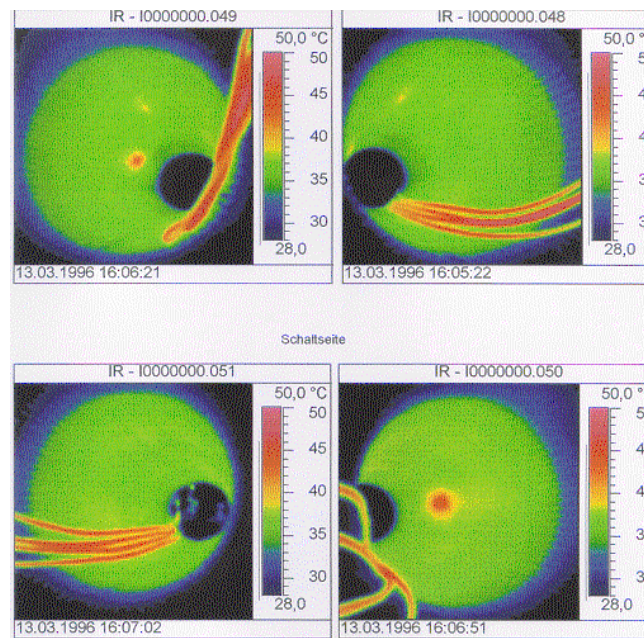 IR - I0000000.049
50,0 °C
50
45
40
35
30
28,0
13.03.1996 16:06:21
IR - I0000000.048
50,0 °
28,0
13.03.1996 16:05:22
Schaltseite
IR - I0000000.051
50,0 °C
50
45
40
35
30
28,0
13.03.1996 16:07:02
IR - I0000000.050
50,0 °
28,0
13.03.1996 16:06:51